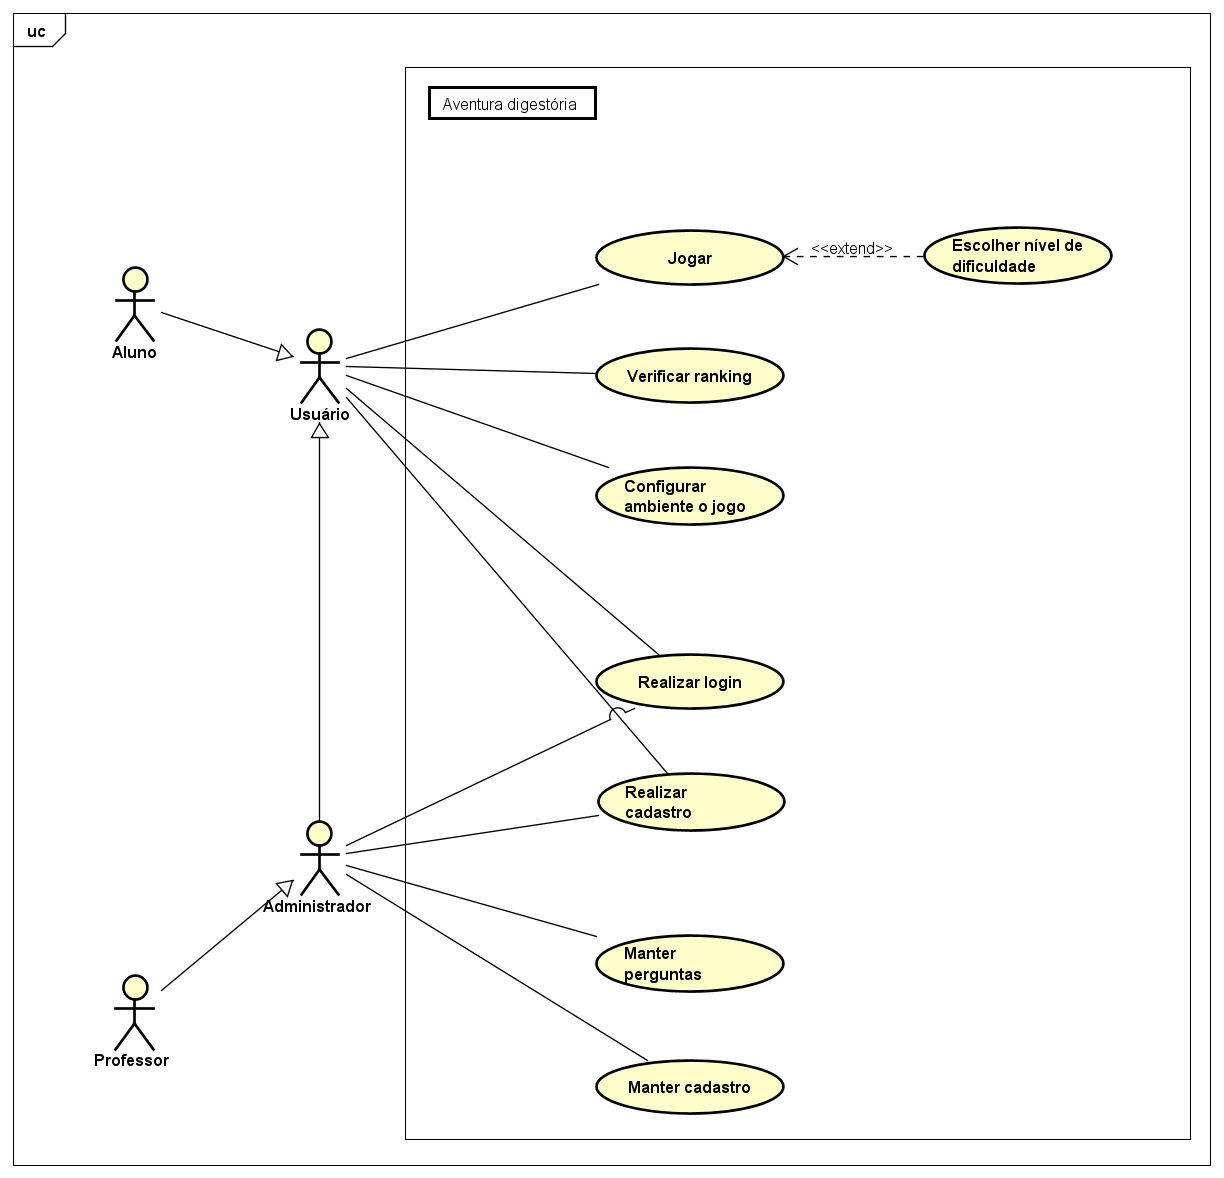 uc
Aventura digestória
Jogar
<<extend>>
Escolher nível de
dificuldade
Aluno
Usuário
Verificar ranking
Configurar
ambiente o jogo
Realizar login
Realizar
cadastro
Administrador
Manter
perguntas
Professor
Manter cadastro